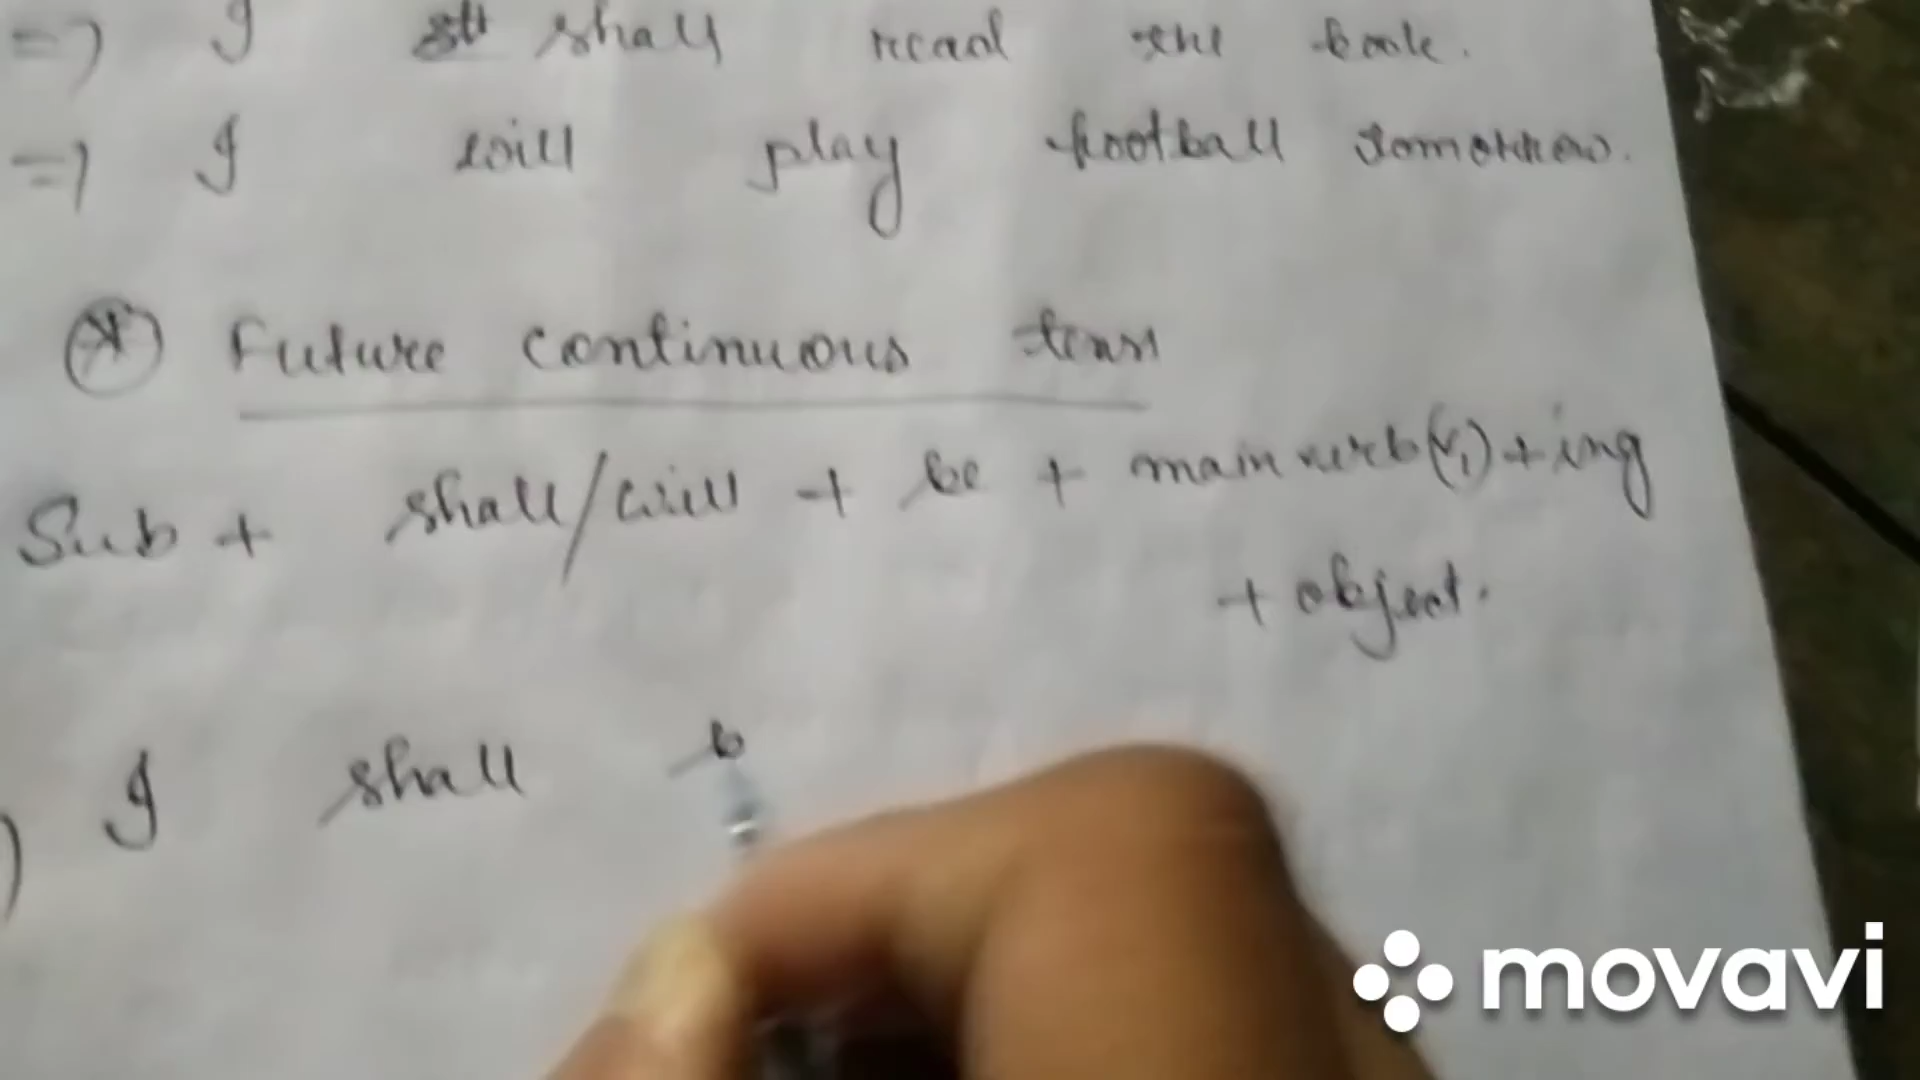 => I shall read the book.
=> I will play football tomorrow.
* Future continuous tens
Sub + shall/will + be + main verb(V1) + ing
+ object.
) I shall b
movavi